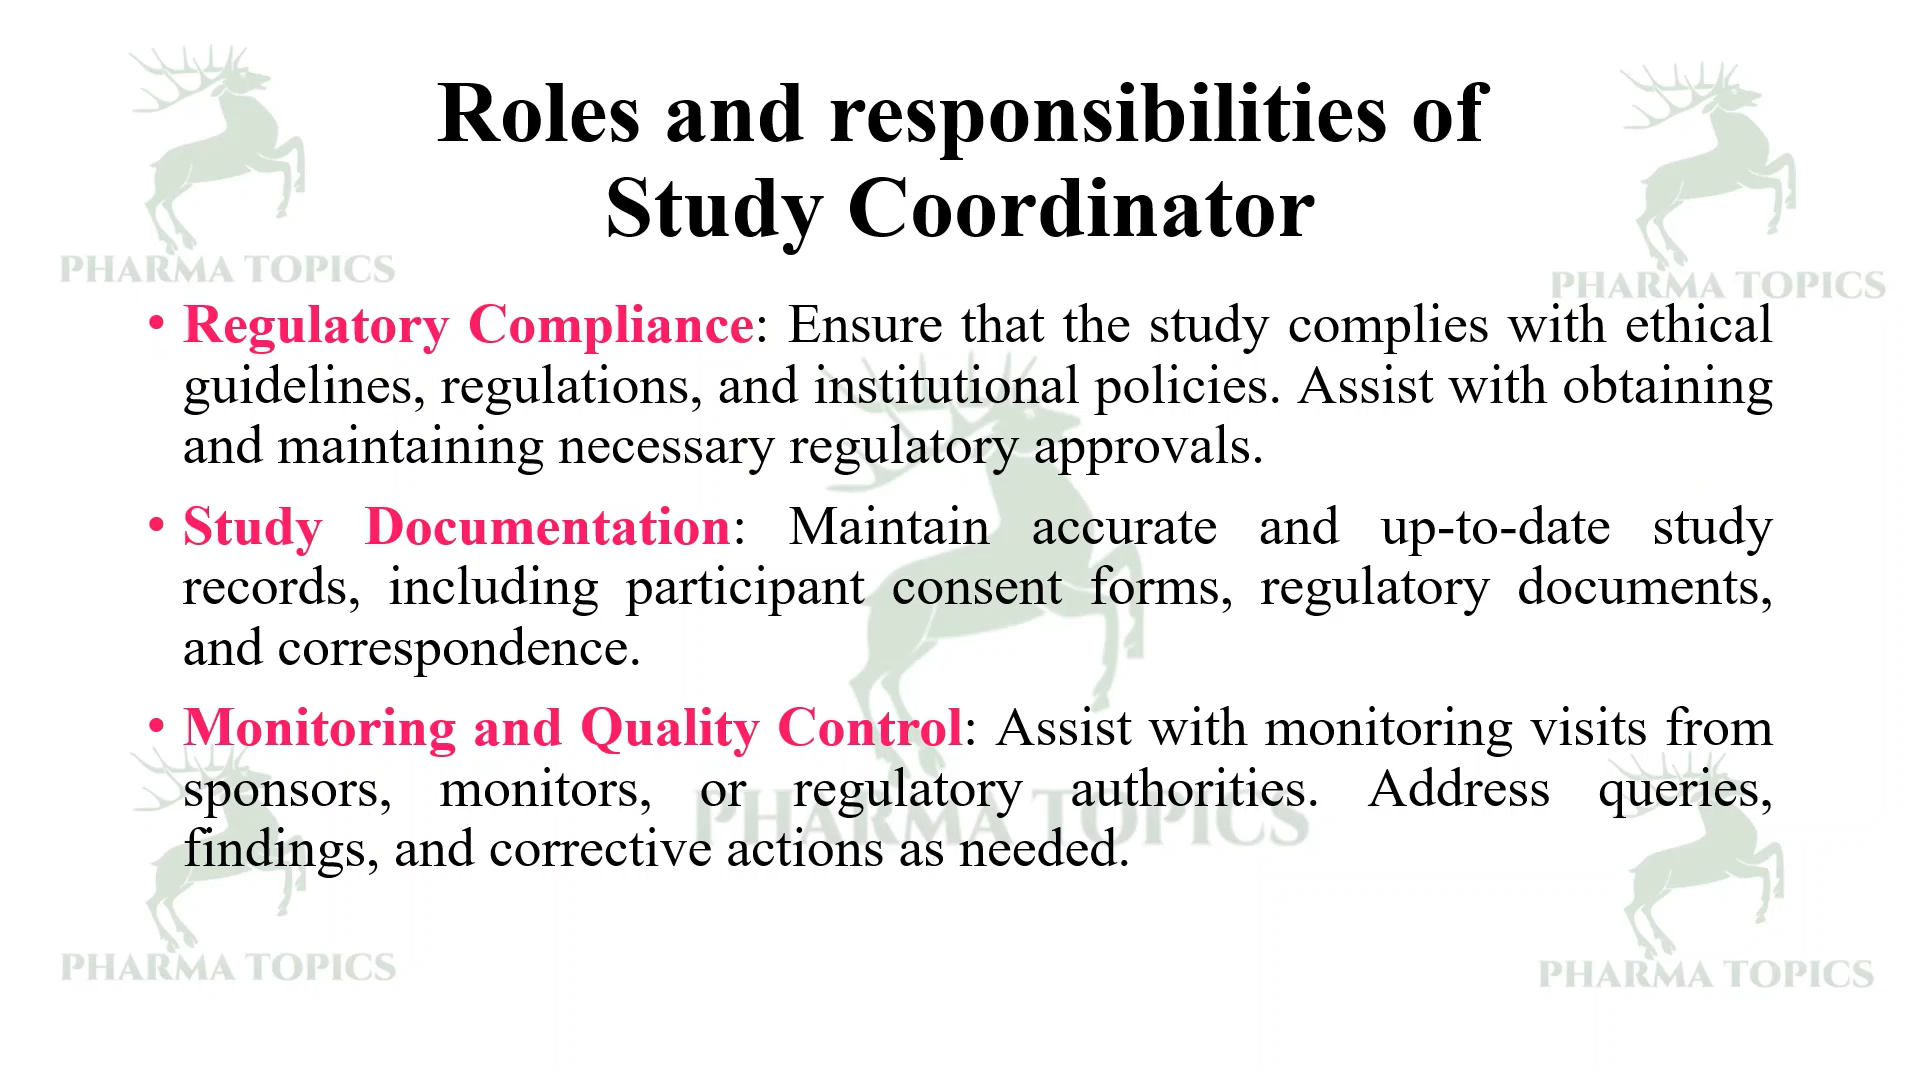 Roles and responsibilities of
Study Coordinator
PHARMA TOPICS
PHARMA TOPICS
• Regulatory Compliance: Ensure that the study complies with ethical
guidelines, regulations, and institutional policies. Assist with obtaining
and maintaining necessary regulatory approvals.
• Study Documentation: Maintain accurate and up-to-date study
records, including participant consent forms, regulatory documents,
and correspondence.
• Monitoring and Quality Control: Assist with monitoring visits from
sponsors, monitors, or regulatory authorities. Address queries,
PHARMA TOPICS
findings, and corrective actions as needed.
PHARMA TOPICS
PHARMA TOPICS